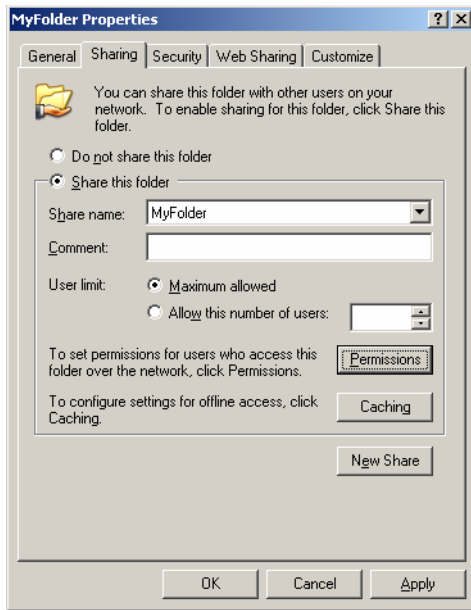 MyFolder Properties
General Sharing Security Web Sharing Customize
You can share this folder with other users on your
network. To enable sharing for this folder, click Share this
folder.
Do not share this folder
Share this folder
Share name: MyFolder
Comment:
User limit: Maximum allowed
Allow this number of users:
To set permissions for users who access this
folder over the network, click Permissions.
Permissions
To configure settings for offline access, click
Caching.
Caching
New Share
OK Cancel Apply